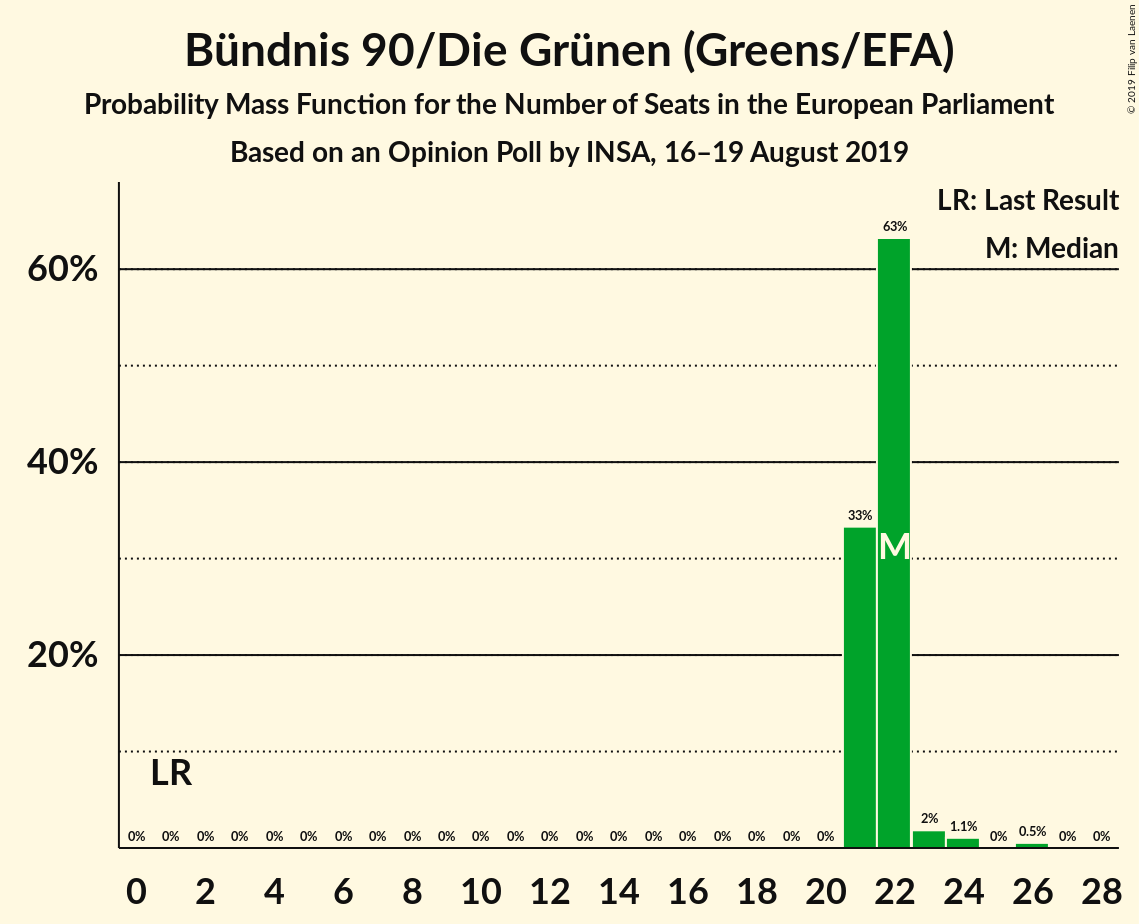 Bündnis 90/Die Grünen (Greens/EFA)
Probability Mass Function for the Number of Seats in the European Parliament
Based on an Opinion Poll by INSA, 16–19 August 2019
© 2019 Filip van Laenen
LR: Last Result
M: Median
63%
60%
33%
40%
M
20%
LR
0% 0% 0% 0% 0% 0% 0% 0% 0% 0% 0% 0% 0% 0% 0% 0% 0% 0% 0% 0% 0% 2% 1.1% 0% 0.5% 0% 0%
0 2 4 6 8 10 12 14 16 18 20 22 24 26 28